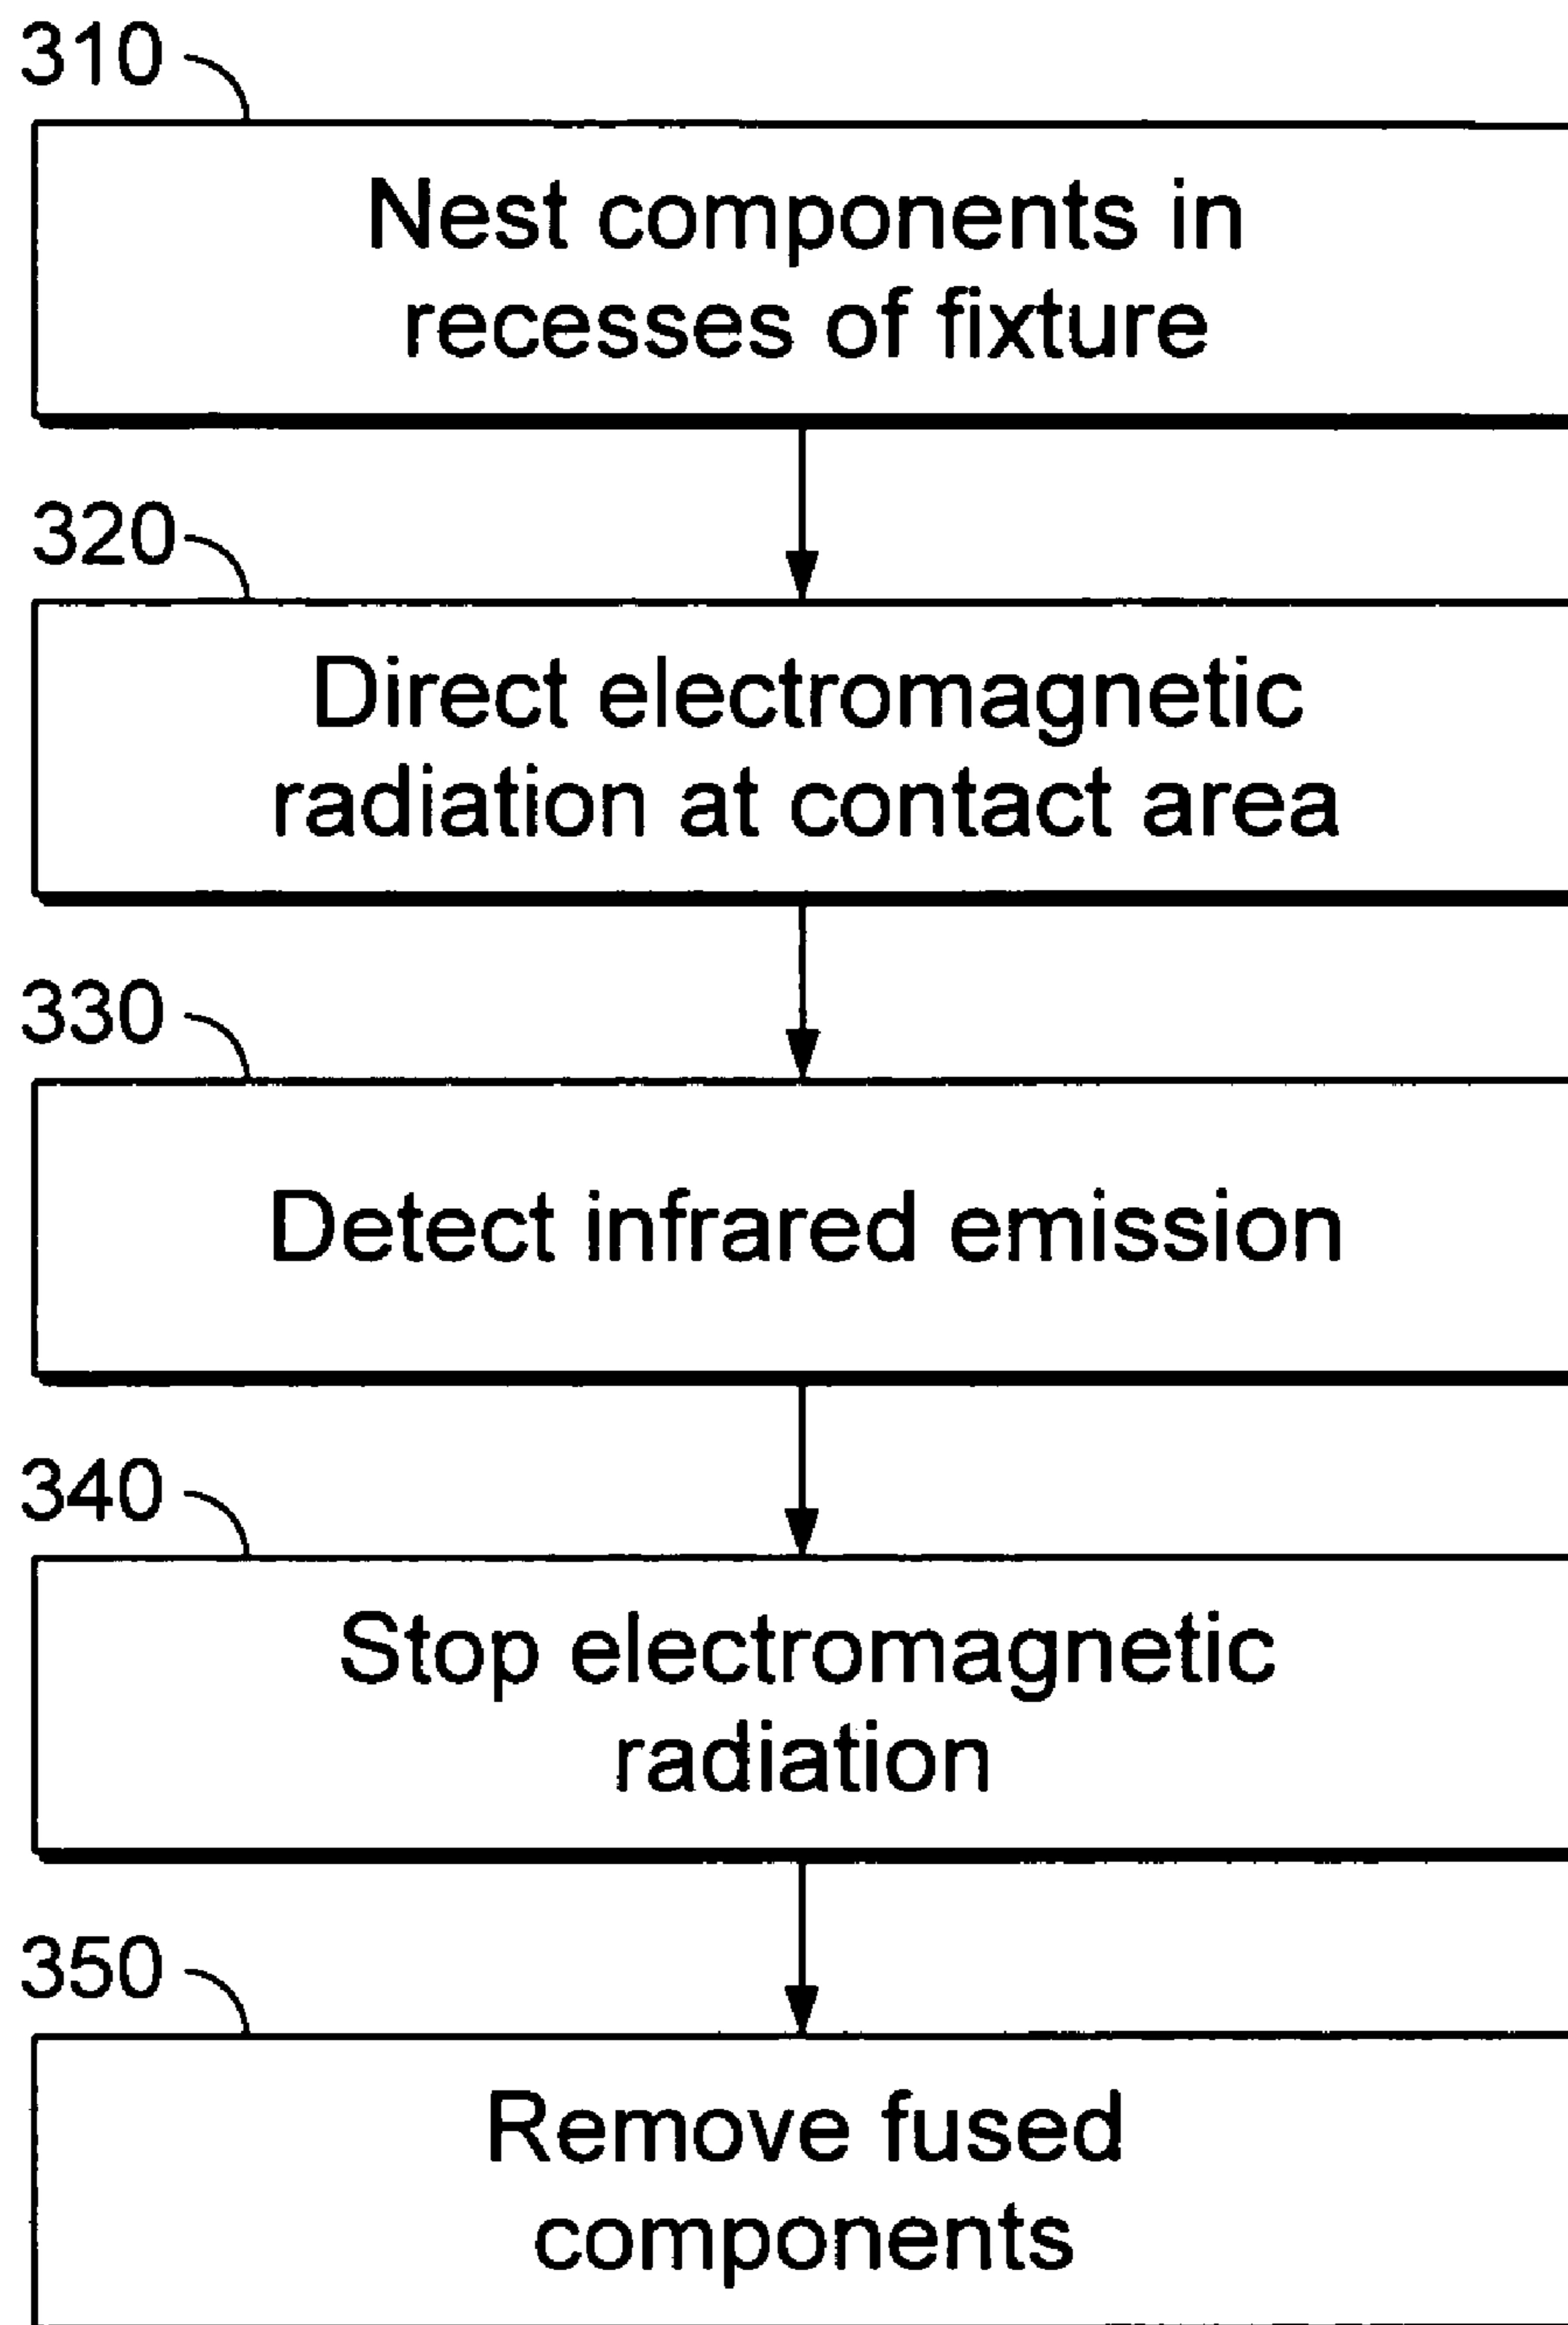 310
Nest components in
recesses of fixture
320
Direct electromagnetic
radiation at contact area
330
Detect infrared emission
340
Stop electromagnetic
radiation
350
Remove fused
components